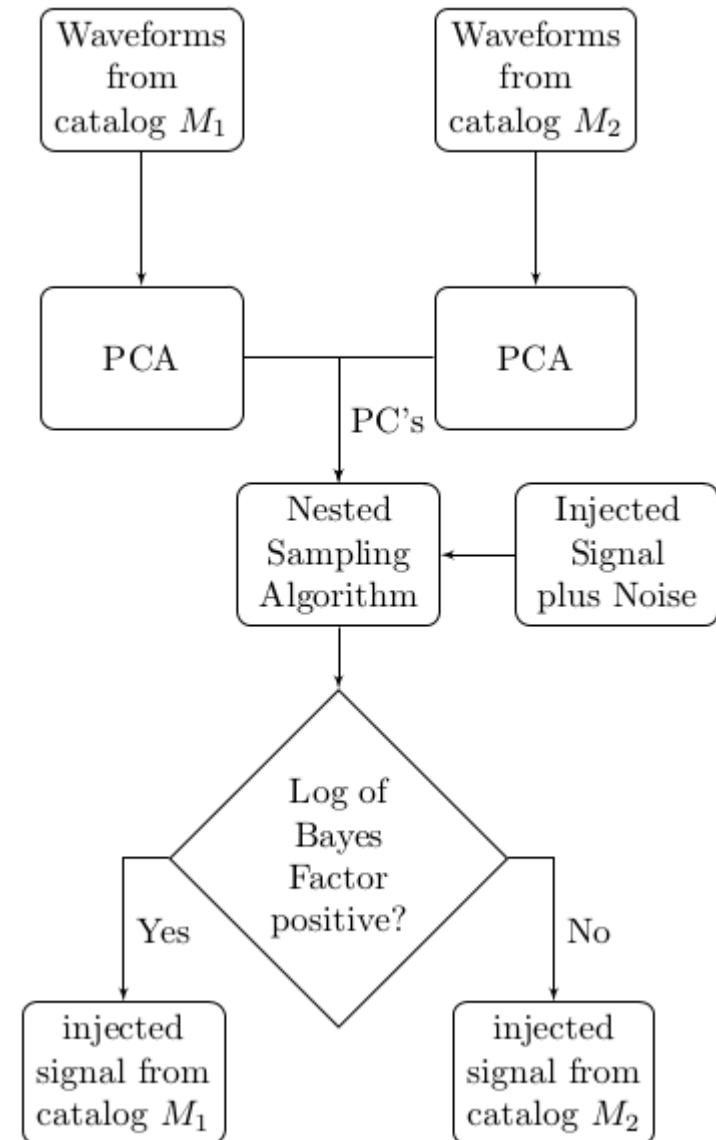 Waveforms
from
catalog M₁
Waveforms
from
catalog M₂
PCA
PCA
PC's
Nested
Sampling
Algorithm
Injected
Signal
plus Noise
Log of
Bayes
Factor
positive?
Yes
No
injected
signal from
catalog M₁
injected
signal from
catalog M₂